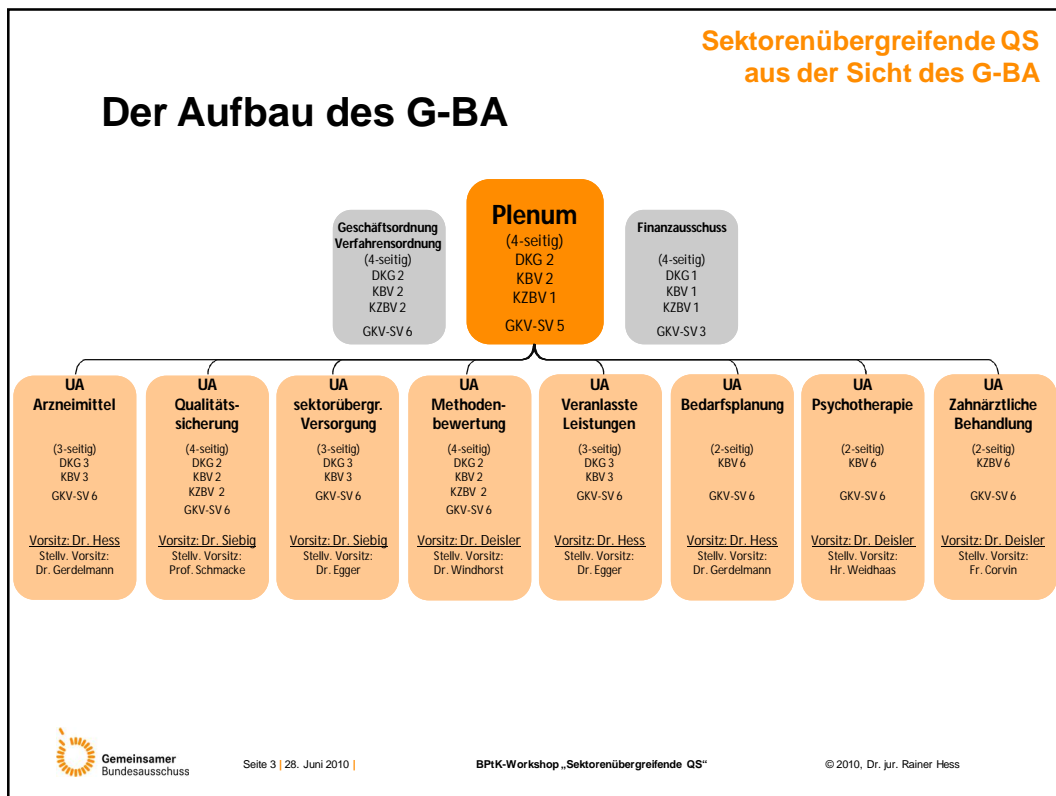 Sektorenübergreifende QS
aus der Sicht des G-BA
Der Aufbau des G-BA
Geschäftsordnung
Verfahrensordnung
(4-seitig)
DKG 2
KBV 2
KZBV 2
GKV-SV 6
Plenum
(4-seitig)
DKG 2
KBV 2
KZBV 1
GKV-SV 5
Finanzausschuss
(4-seitig)
DKG 1
KBV 1
KZBV 1
GKV-SV 3
UA
Arzneimittel
(3-seitig)
DKG 3
KBV 3
GKV-SV 6
Vorsitz: Dr. Hess
Stellv. Vorsitz:
Dr. Gerdelmann
UA
Qualitäts-
sicherung
(4-seitig)
DKG 2
KBV 2
KZBV 2
GKV-SV 6
Vorsitz: Dr. Siebig
Stellv. Vorsitz:
Prof. Schmacke
UA
sektorübergr.
Versorgung
(3-seitig)
DKG 3
KBV 3
GKV-SV 6
Vorsitz: Dr. Siebig
Stellv. Vorsitz:
Dr. Egger
UA
Methoden-
bewertung
(4-seitig)
DKG 2
KBV 2
KZBV 2
GKV-SV 6
Vorsitz: Dr. Deisler
Stellv. Vorsitz:
Dr. Windhorst
UA
Veranlasste
Leistungen
(3-seitig)
DKG 3
KBV 3
GKV-SV 6
Vorsitz: Dr. Hess
Stellv. Vorsitz:
Dr. Egger
UA
Bedarfsplanung
(2-seitig)
KBV 6
GKV-SV 6
Vorsitz: Dr. Hess
Stellv. Vorsitz:
Dr. Gerdelmann
UA
Psychotherapie
(2-seitig)
KBV 6
GKV-SV 6
Vorsitz: Dr. Deisler
Stellv. Vorsitz:
Hr. Weidhaas
UA
Zahnärztliche
Behandlung
(2-seitig)
KZBV 6
GKV-SV 6
Vorsitz: Dr. Deisler
Stellv. Vorsitz:
Fr. Corvin
Gemeinsamer
Bundesausschuss
Seite 3 | 28. Juni 2010 |
BPtK-Workshop „Sektorenübergreifende QS“
© 2010, Dr. jur. Rainer Hess